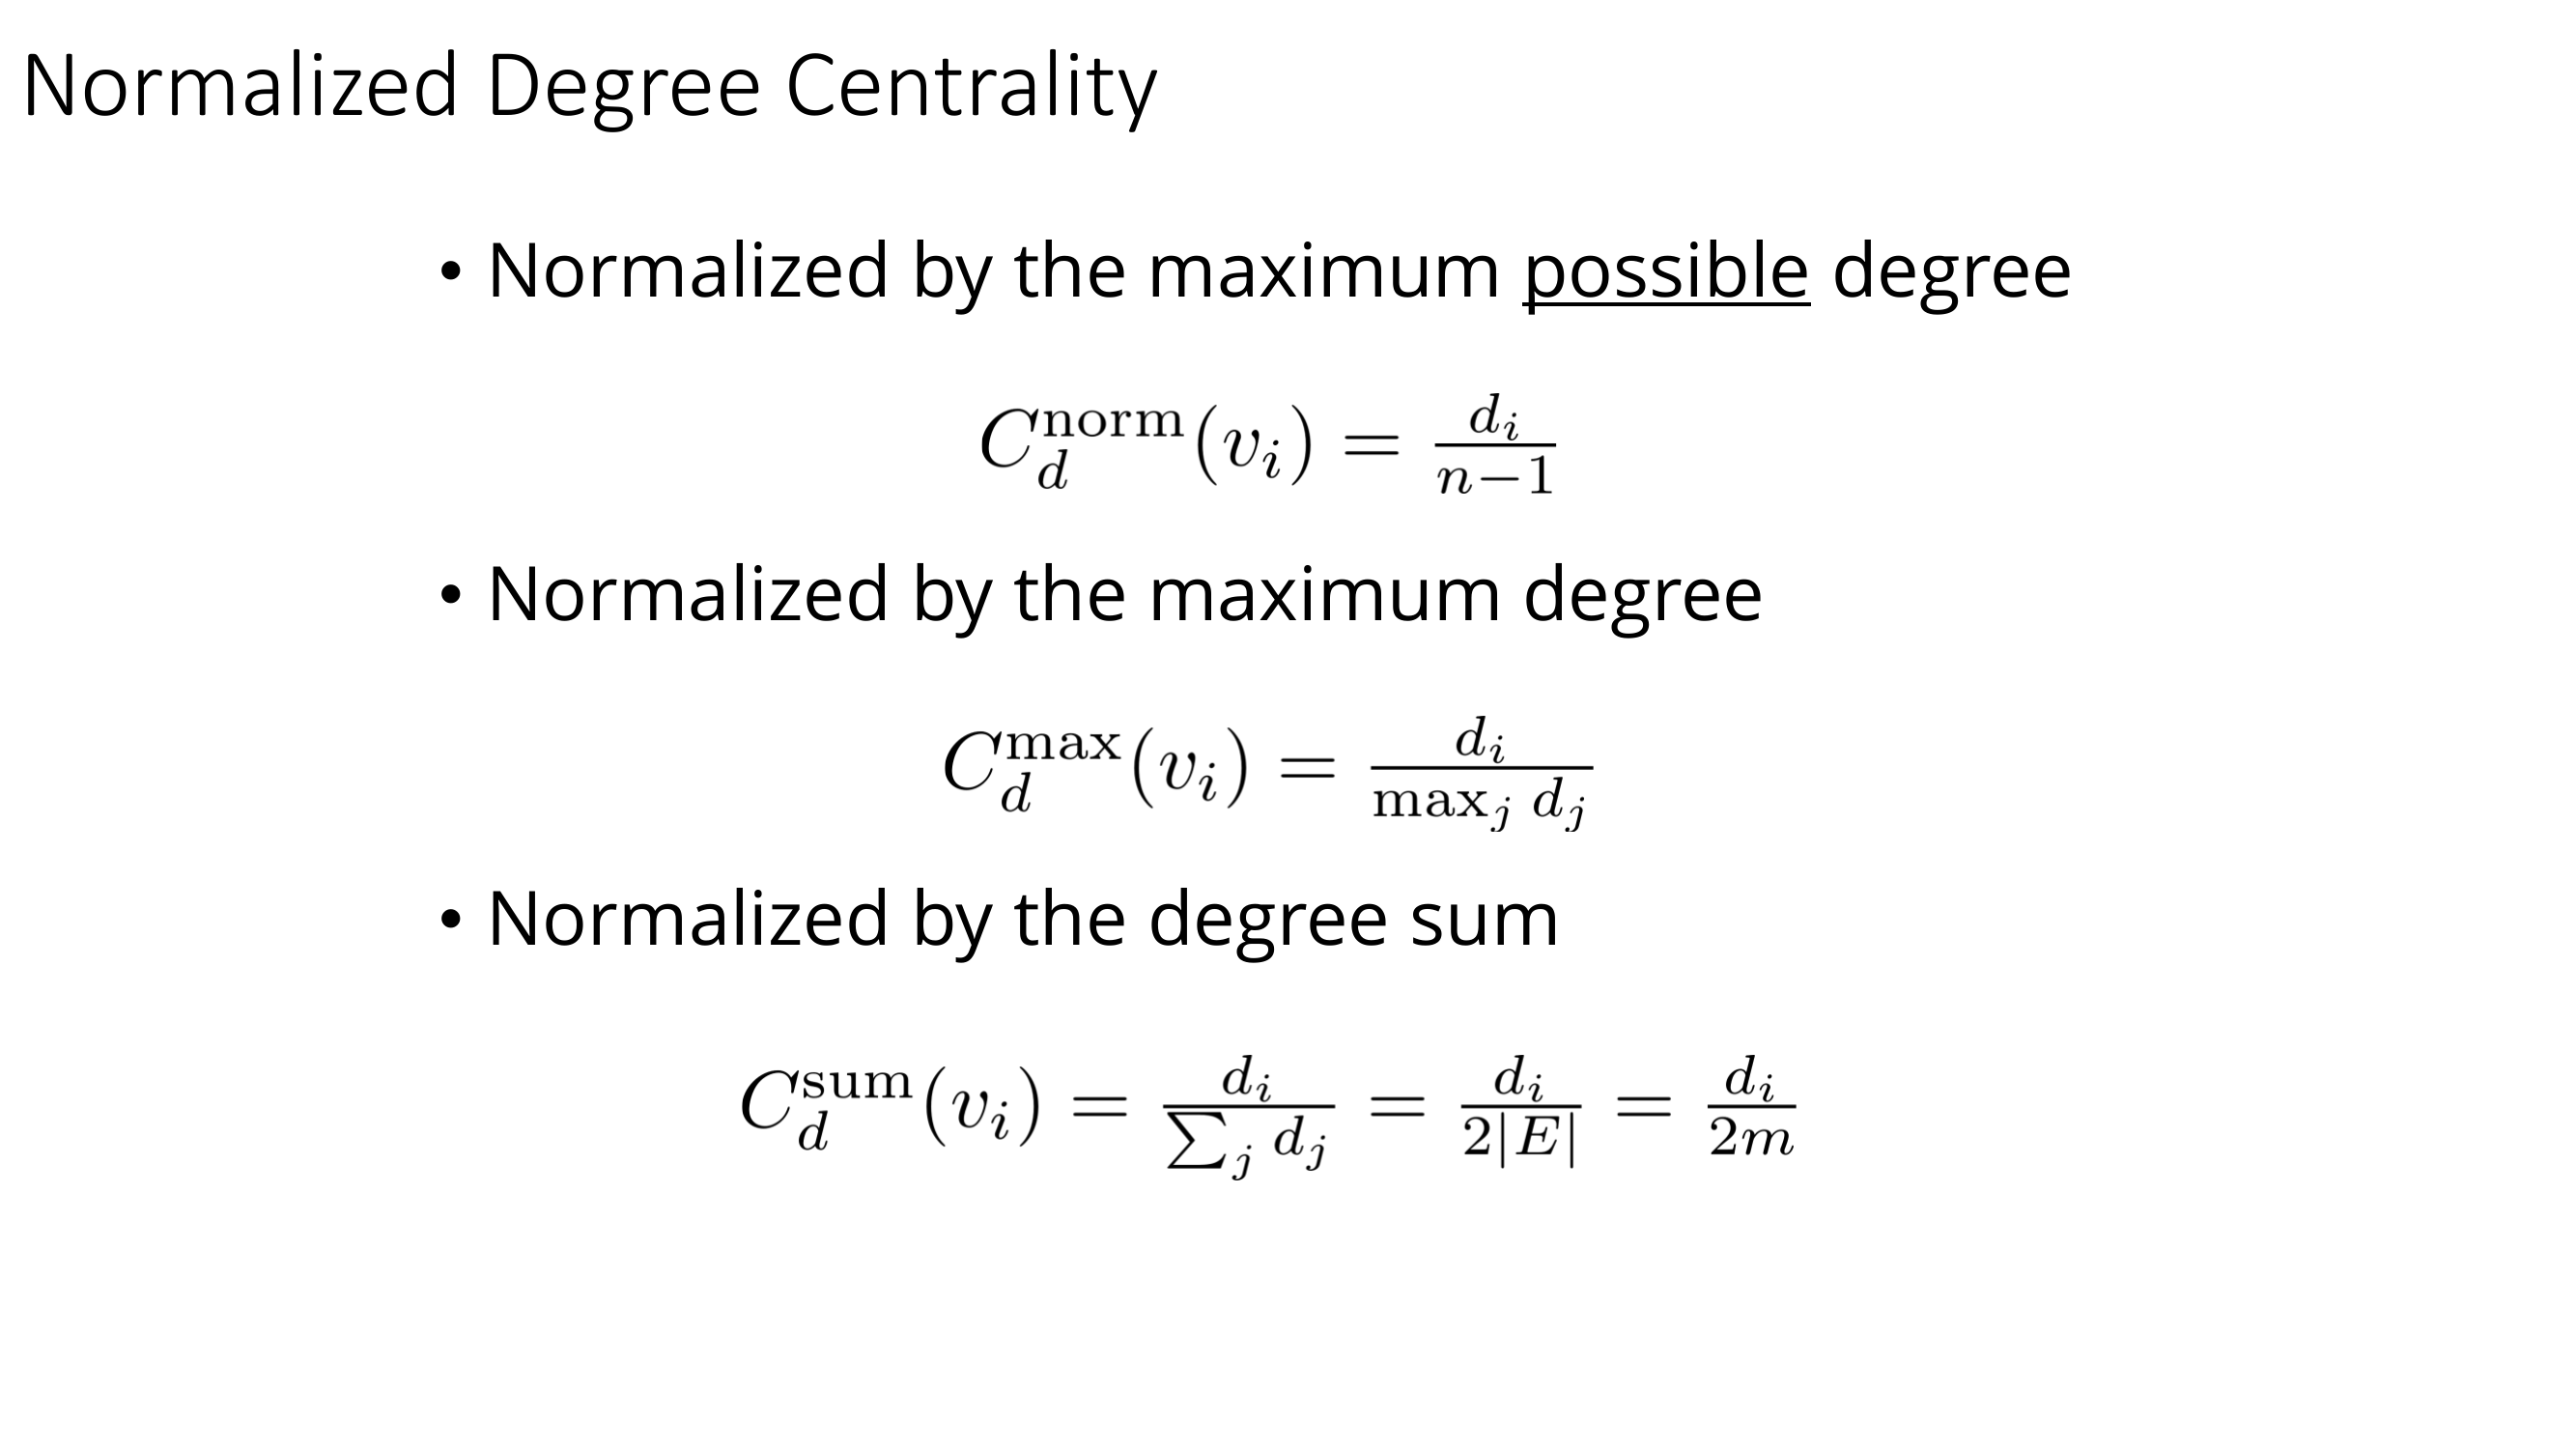 Normalized Degree Centrality
• Normalized by the maximum possible degree
$C_d^{\text{norm}}(v_i) = \frac{d_i}{n-1}$
• Normalized by the maximum degree
$C_d^{\text{max}}(v_i) = \frac{d_i}{\max_j d_j}$
• Normalized by the degree sum
$C_d^{\text{sum}}(v_i) = \frac{d_i}{\sum_j d_j} = \frac{d_i}{2|E|} = \frac{d_i}{2m}$